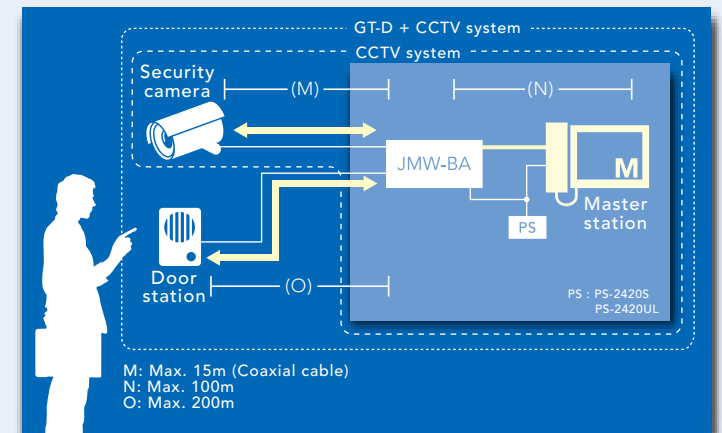 GT-D + CCTV system
CCTV system
Security
camera
(M)
(N)
JMW-BA
M
Master
station
PS
Door
station
(O)
PS : PS-2420S
PS-2420UL
M: Max. 15m (Coaxial cable)
N: Max. 100m
O: Max. 200m